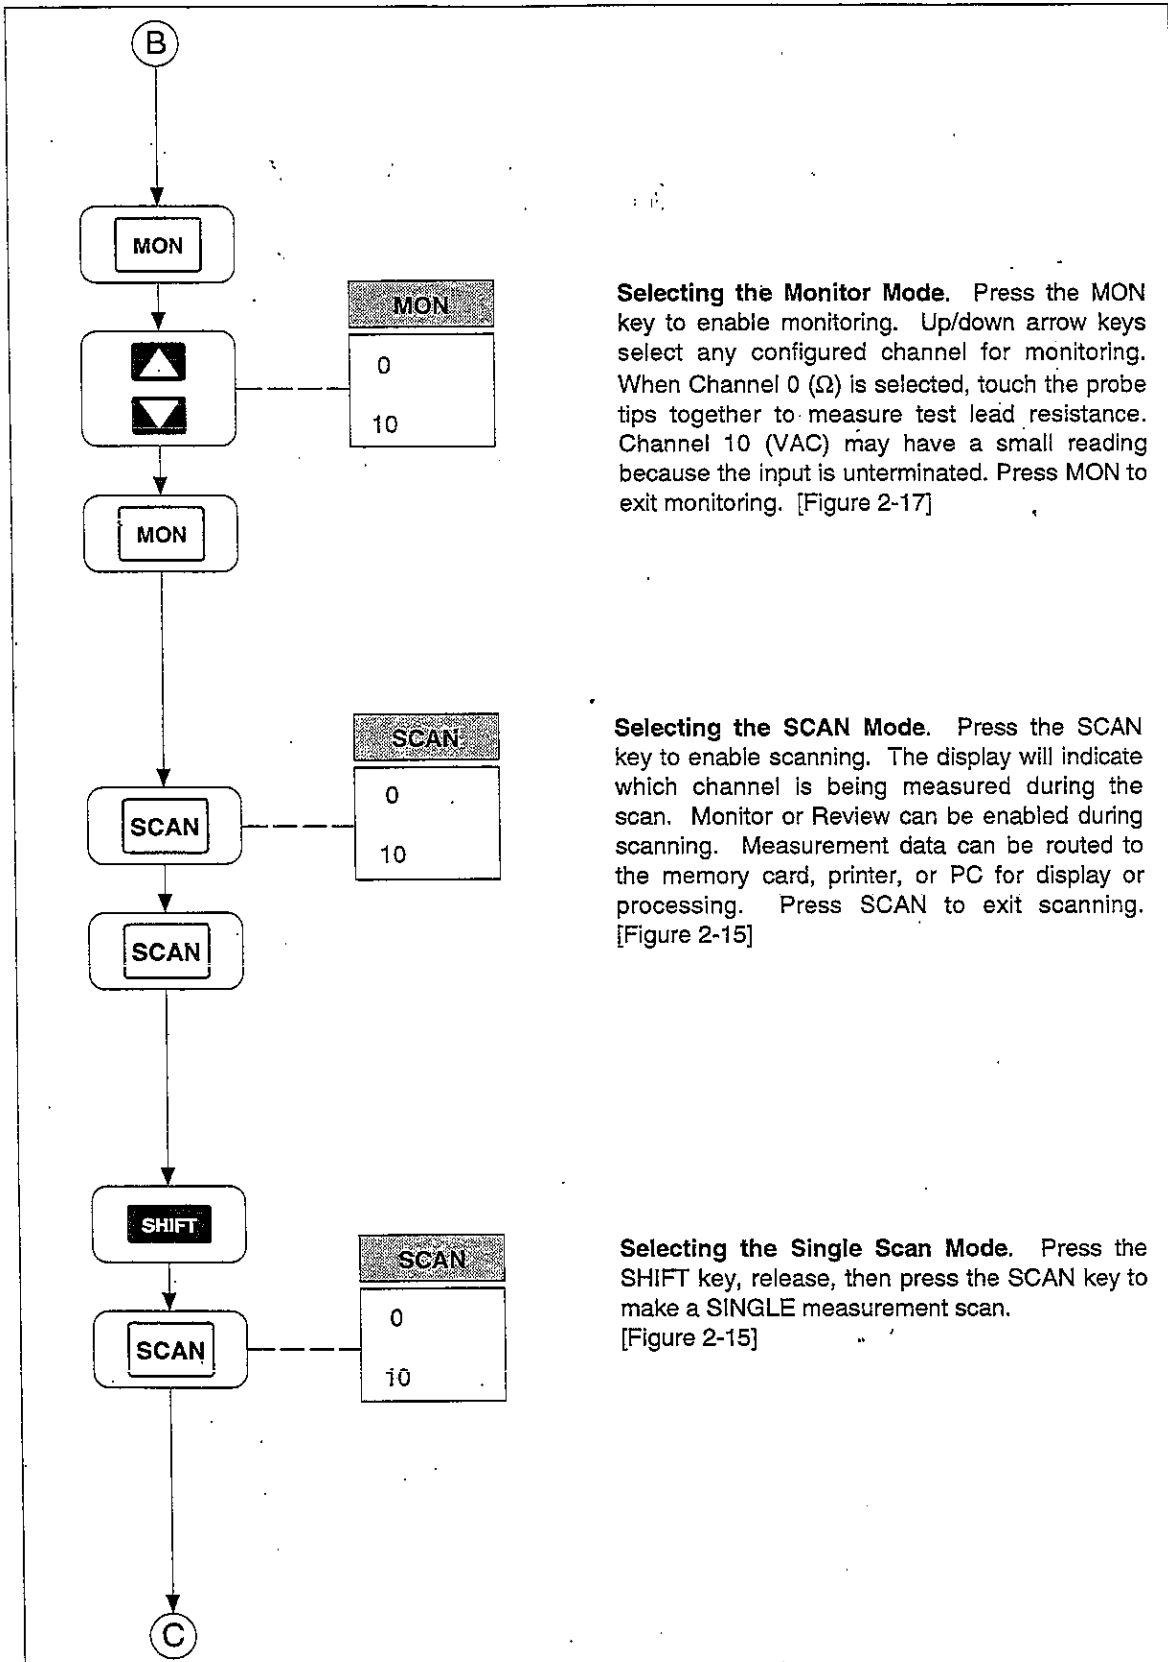 B
MON
MON
0
10
Selecting the Monitor Mode. Press the MON
key to enable monitoring. Up/down arrow keys
select any configured channel for monitoring.
When Channel 0 (Ω) is selected, touch the probe
tips together to measure test lead resistance.
Channel 10 (VAC) may have a small reading
because the input is unterminated. Press MON to
exit monitoring. [Figure 2-17]
MON
SCAN
SCAN
0
10
Selecting the SCAN Mode. Press the SCAN
key to enable scanning. The display will indicate
which channel is being measured during the
scan. Monitor or Review can be enabled during
scanning. Measurement data can be routed to
the memory card, printer, or PC for display or
processing. Press SCAN to exit scanning.
[Figure 2-15]
SCAN
SHIFT
SCAN
SCAN
0
10
Selecting the Single Scan Mode. Press the
SHIFT key, release, then press the SCAN key to
make a SINGLE measurement scan.
[Figure 2-15]
C